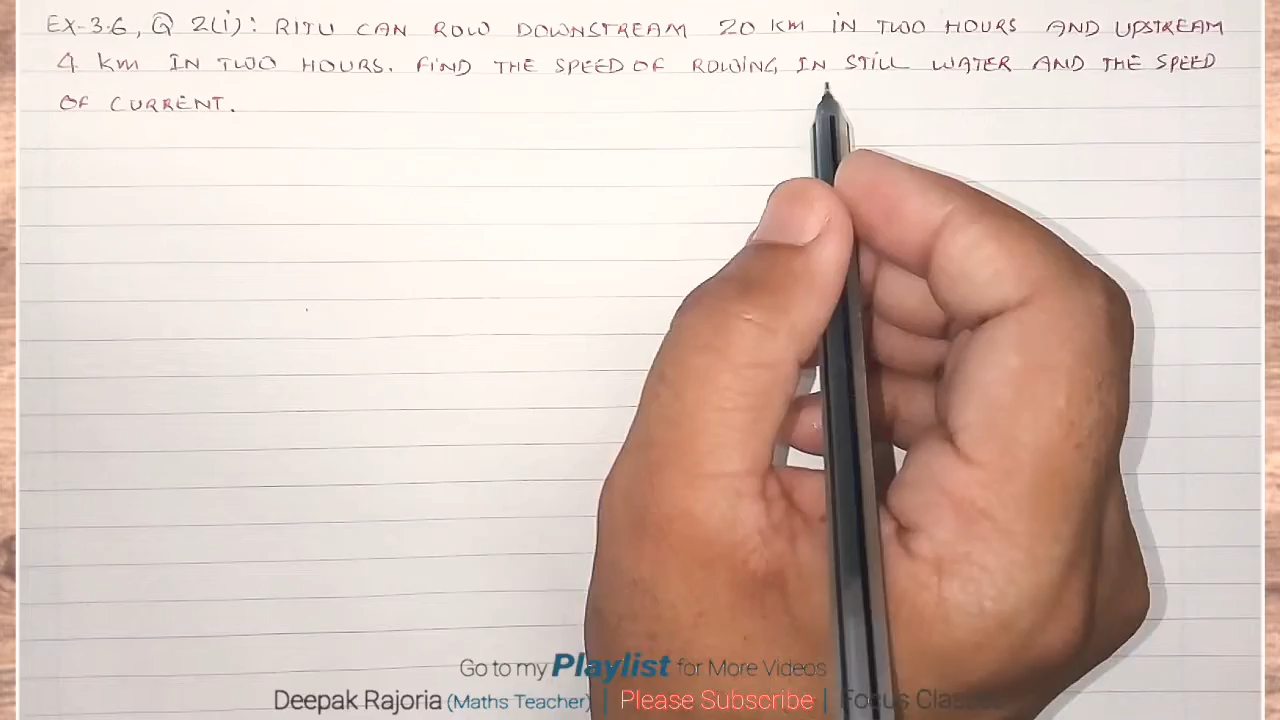 EX-3.6, Q 2(i): RITU CAN ROW DOWNSTREAM 20 KM IN TWO HOURS AND UPSTREAM
4 KM IN TWO HOURS. FIND THE SPEED OF ROWING IN STILL WATER AND THE SPEED
OF CURRENT.
Go to my Playlist for More Videos
Deepak Rajoria (Maths Teacher) | Please Subscribe | Focus Classes